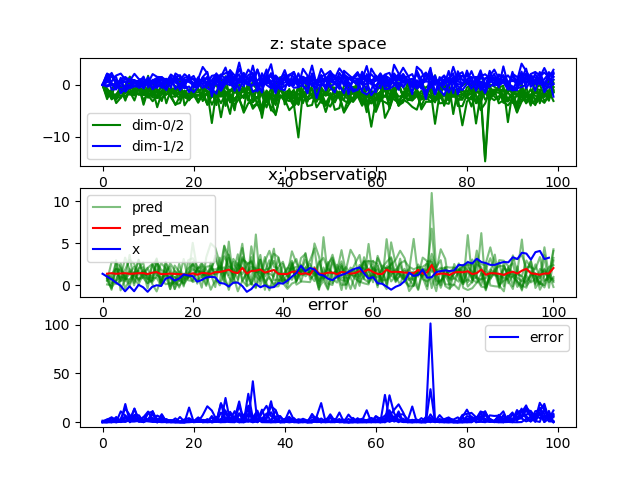 z: state space
0
−10
dim-0/2
dim-1/2
0 20 40 60 80 100
x: observation
10
5
0
pred
pred_mean
x
0 20 40 60 80 100
error
100
50
0
error
0 20 40 60 80 100